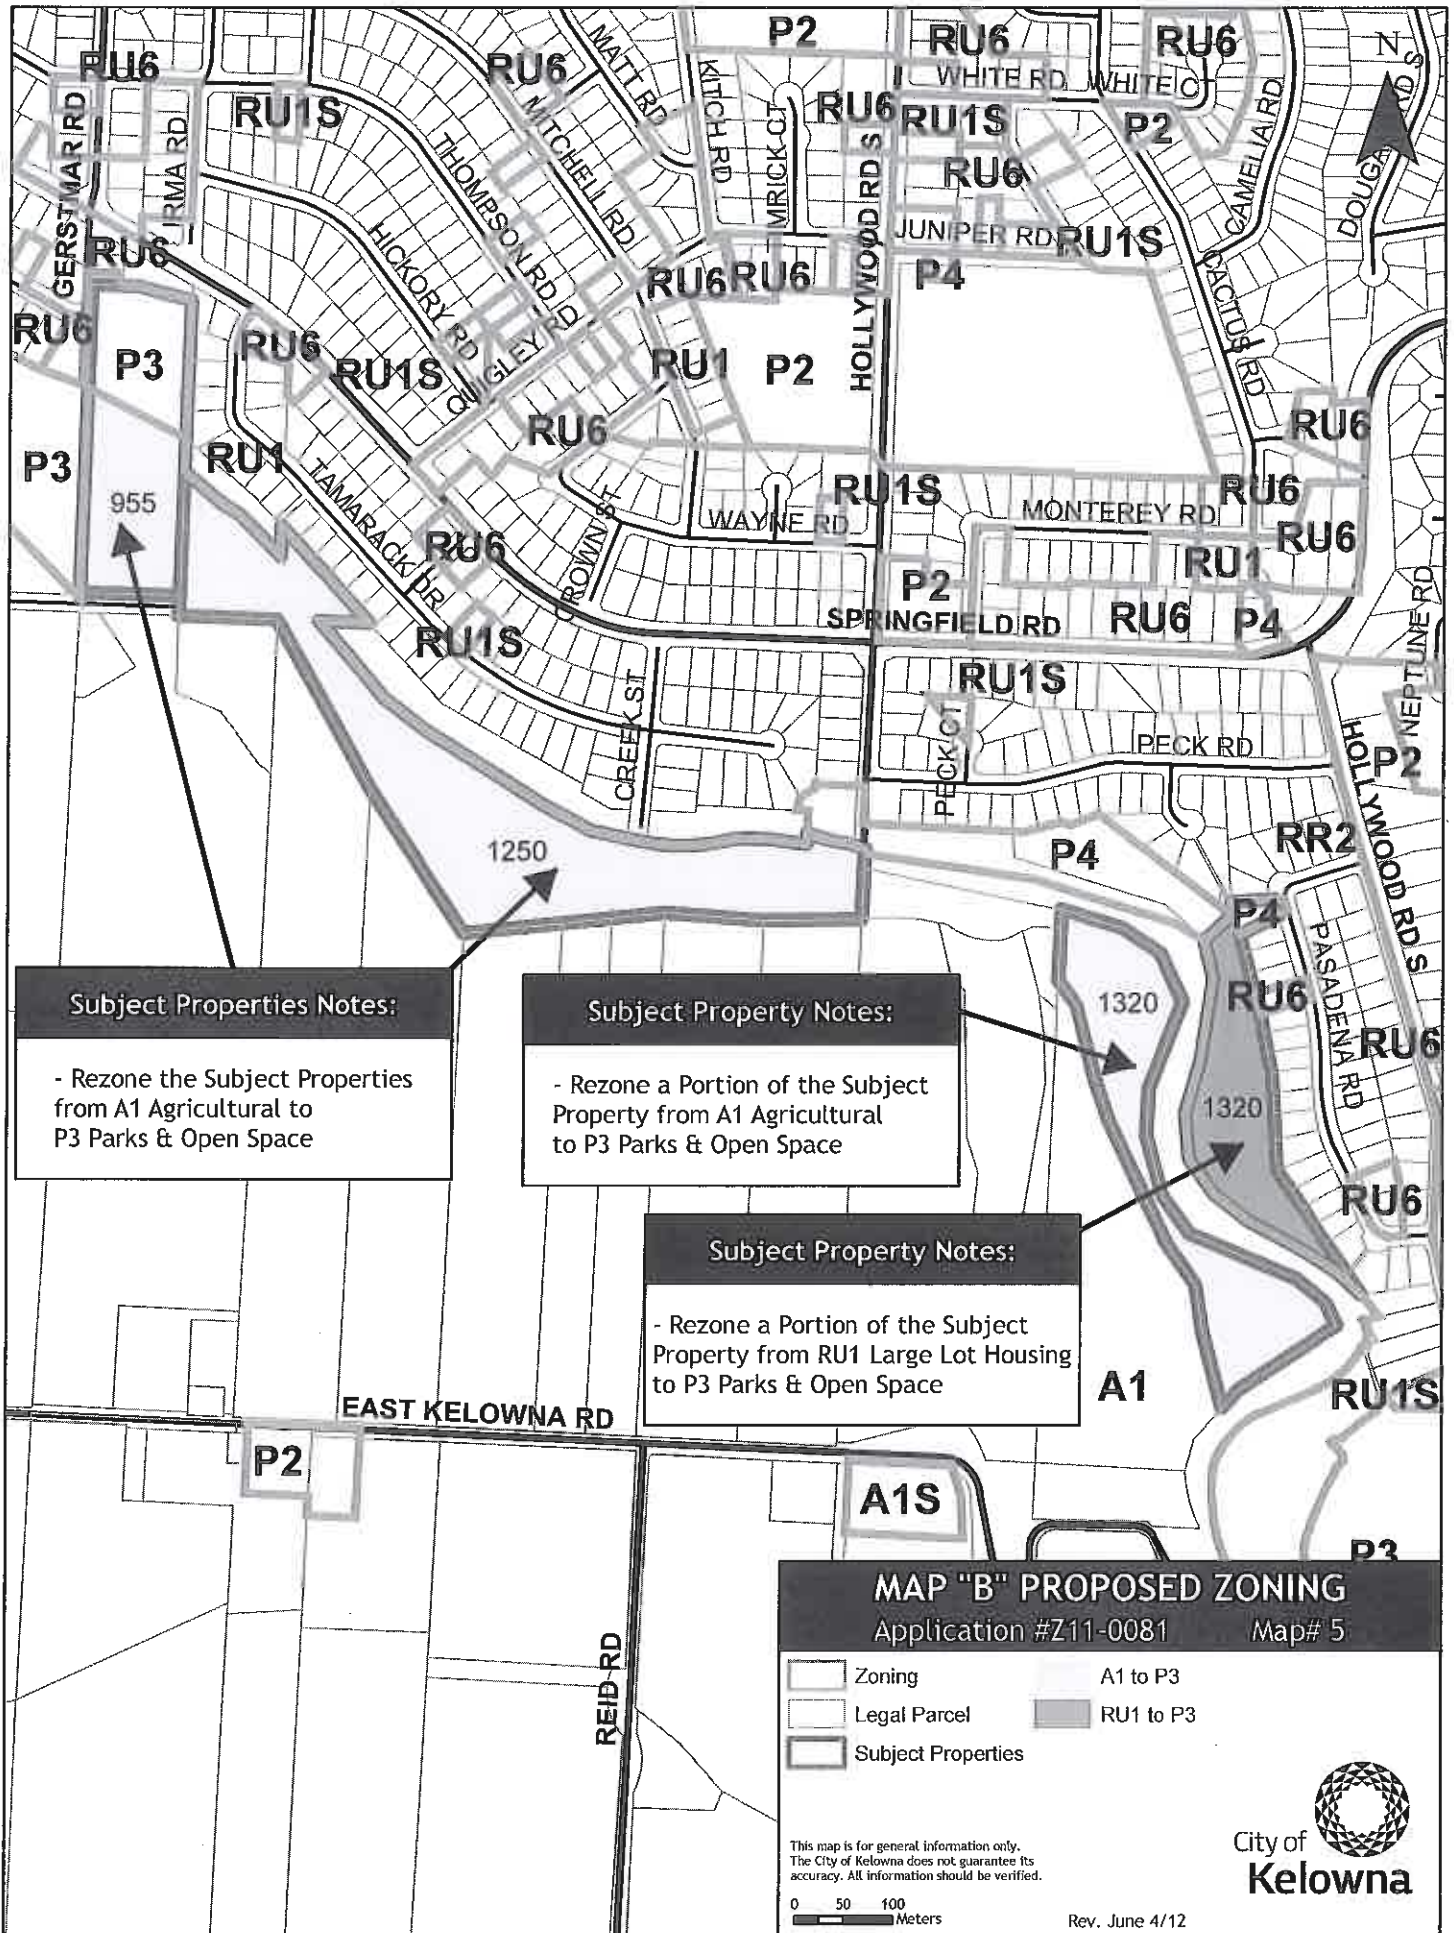 P2
RU6
RU6
N
RU6
RU6
MATT RD
KITCH RD
WHITE RD
WHITE C
RU1S
RU6
RU1S
P2
GERSTMAR RD
IRMA RD
MITCHELL RD
THOMPSON RD
MRICK CT
HOLLYWOOD RD S
RU6
CAMELIA RD
JUNIPER RD
RU1S
RU6
HICKORY RD
RU6
RU6
P4
CACTUS RD
RU6
P3
RU6
RU1S
QUIGLEY RD
RU1
P2
RU6
RU6
P3
RU1
955
TAMARACK DR
RU6
CROWN ST
WAYNE RD
RU1S
MONTEREY RD
RU6
RU6
RU1
P2
SPRINGFIELD RD
RU6
P4
NEPTUNE RD
RU1S
RU1S
CREEK ST
PECK CT
PECK RD
HOLLYWOOD RD S
P2
1250
P4
RR2
P4
PASADENA RD
RU6
RU6
1320
1320
RU6
Subject Properties Notes:
- Rezone the Subject Properties
from A1 Agricultural to
P3 Parks & Open Space
Subject Property Notes:
- Rezone a Portion of the Subject
Property from A1 Agricultural
to P3 Parks & Open Space
Subject Property Notes:
- Rezone a Portion of the Subject
Property from RU1 Large Lot Housing
to P3 Parks & Open Space
A1
RU1S
EAST KELOWNA RD
P2
A1S
P3
REID RD
MAP "B" PROPOSED ZONING
Application #Z11-0081 Map# 5
Zoning
A1 to P3
Legal Parcel
RU1 to P3
Subject Properties
This map is for general information only.
The City of Kelowna does not guarantee its
accuracy. All information should be verified.
0 50 100
Meters
Rev. June 4/12
City of
Kelowna